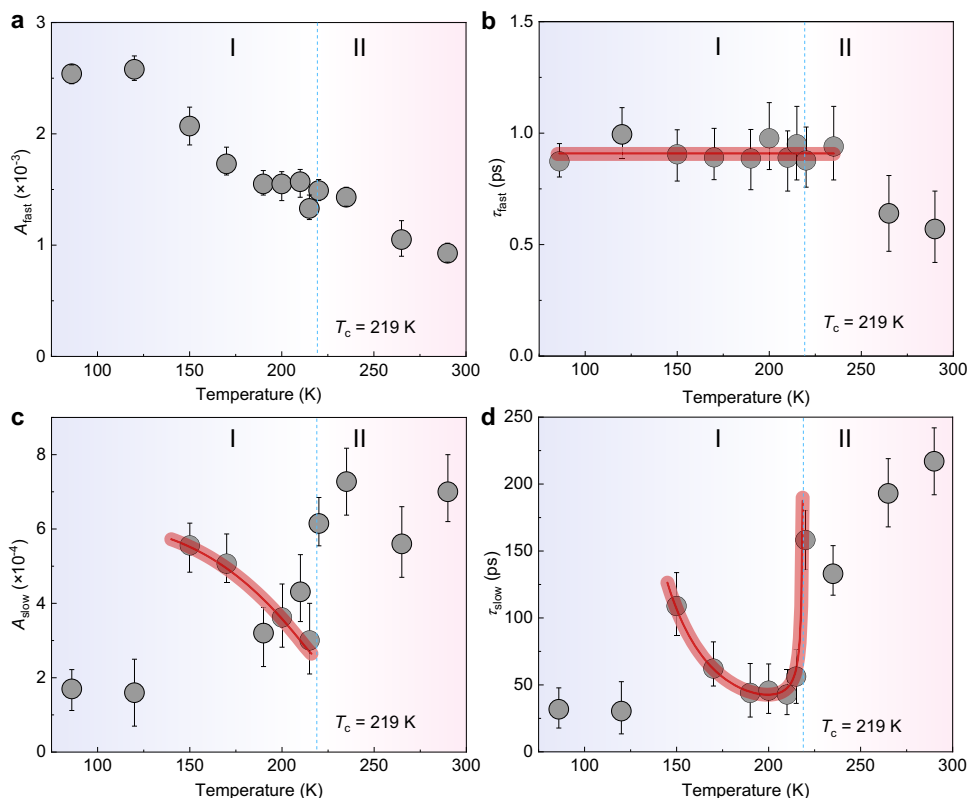 a
I II
3
2
1
0
A_fast (×10⁻³)
T_c = 219 K
100 150 200 250 300
Temperature (K)
b
I II
1.5
1.0
0.5
0.0
τ_fast (ps)
T_c = 219 K
100 150 200 250 300
Temperature (K)
c
I II
8
6
4
2
0
A_slow (×10⁻⁴)
T_c = 219 K
100 150 200 250 300
Temperature (K)
d
I II
250
200
150
100
50
0
τ_slow (ps)
T_c = 219 K
100 150 200 250 300
Temperature (K)